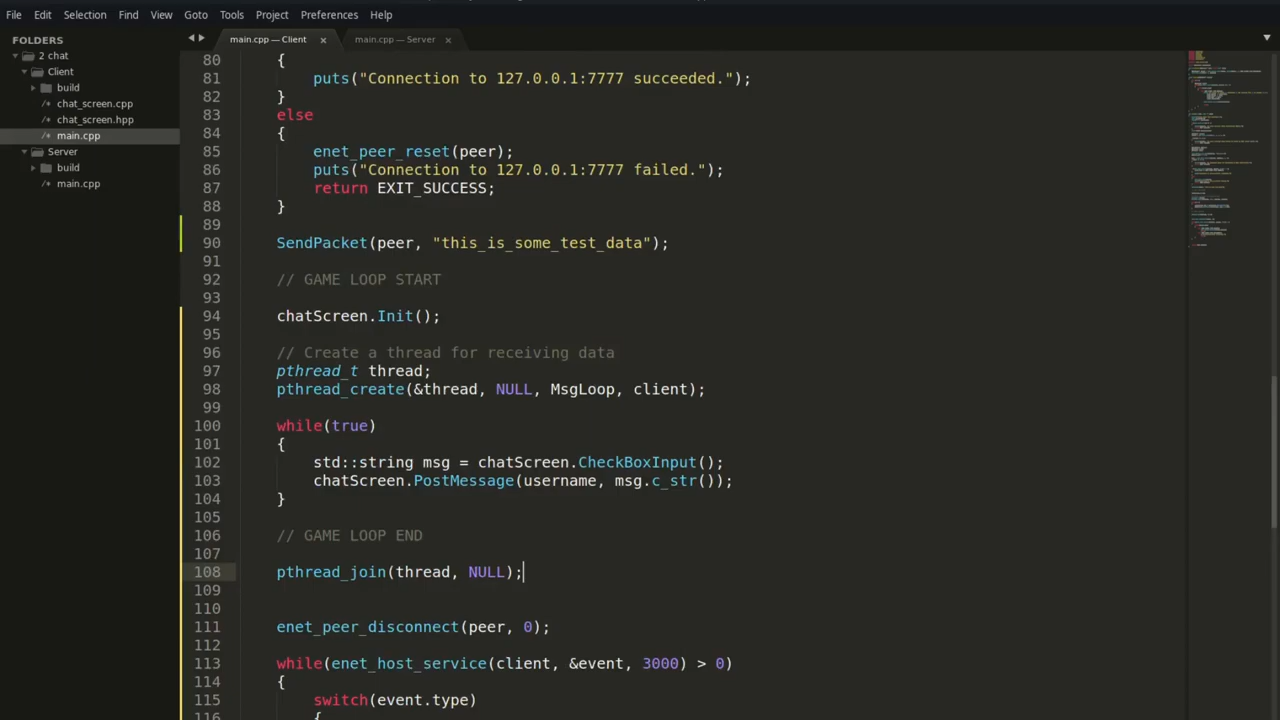 File Edit Selection Find View Goto Tools Project Preferences Help
FOLDERS
main.cpp — Client × main.cpp — Server ×
2 chat
Client
build
chat_screen.cpp
chat_screen.hpp
main.cpp
Server
build
main.cpp
80 {
81 puts("Connection to 127.0.0.1:7777 succeeded.");
82 }
83 else
84 {
85 enet_peer_reset(peer);
86 puts("Connection to 127.0.0.1:7777 failed.");
87 return EXIT_SUCCESS;
88 }
89
90 SendPacket(peer, "this_is_some_test_data");
91
92 // GAME LOOP START
93
94 chatScreen.Init();
95
96 // Create a thread for receiving data
97 pthread_t thread;
98 pthread_create(&thread, NULL, MsgLoop, client);
99
100 while(true)
101 {
102 std::string msg = chatScreen.CheckBoxInput();
103 chatScreen.PostMessage(username, msg.c_str());
104 }
105
106 // GAME LOOP END
107
108 pthread_join(thread, NULL);
109
110
111 enet_peer_disconnect(peer, 0);
112
113 while(enet_host_service(client, &event, 3000) > 0)
114 {
115 switch(event.type)
116 {